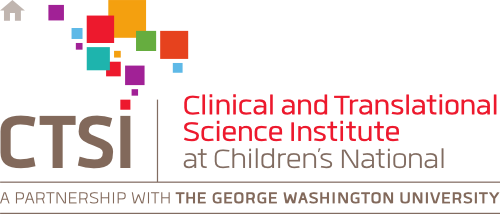 CTSi
Clinical and Translational
Science Institute
at Children's National
A PARTNERSHIP WITH THE GEORGE WASHINGTON UNIVERSITY